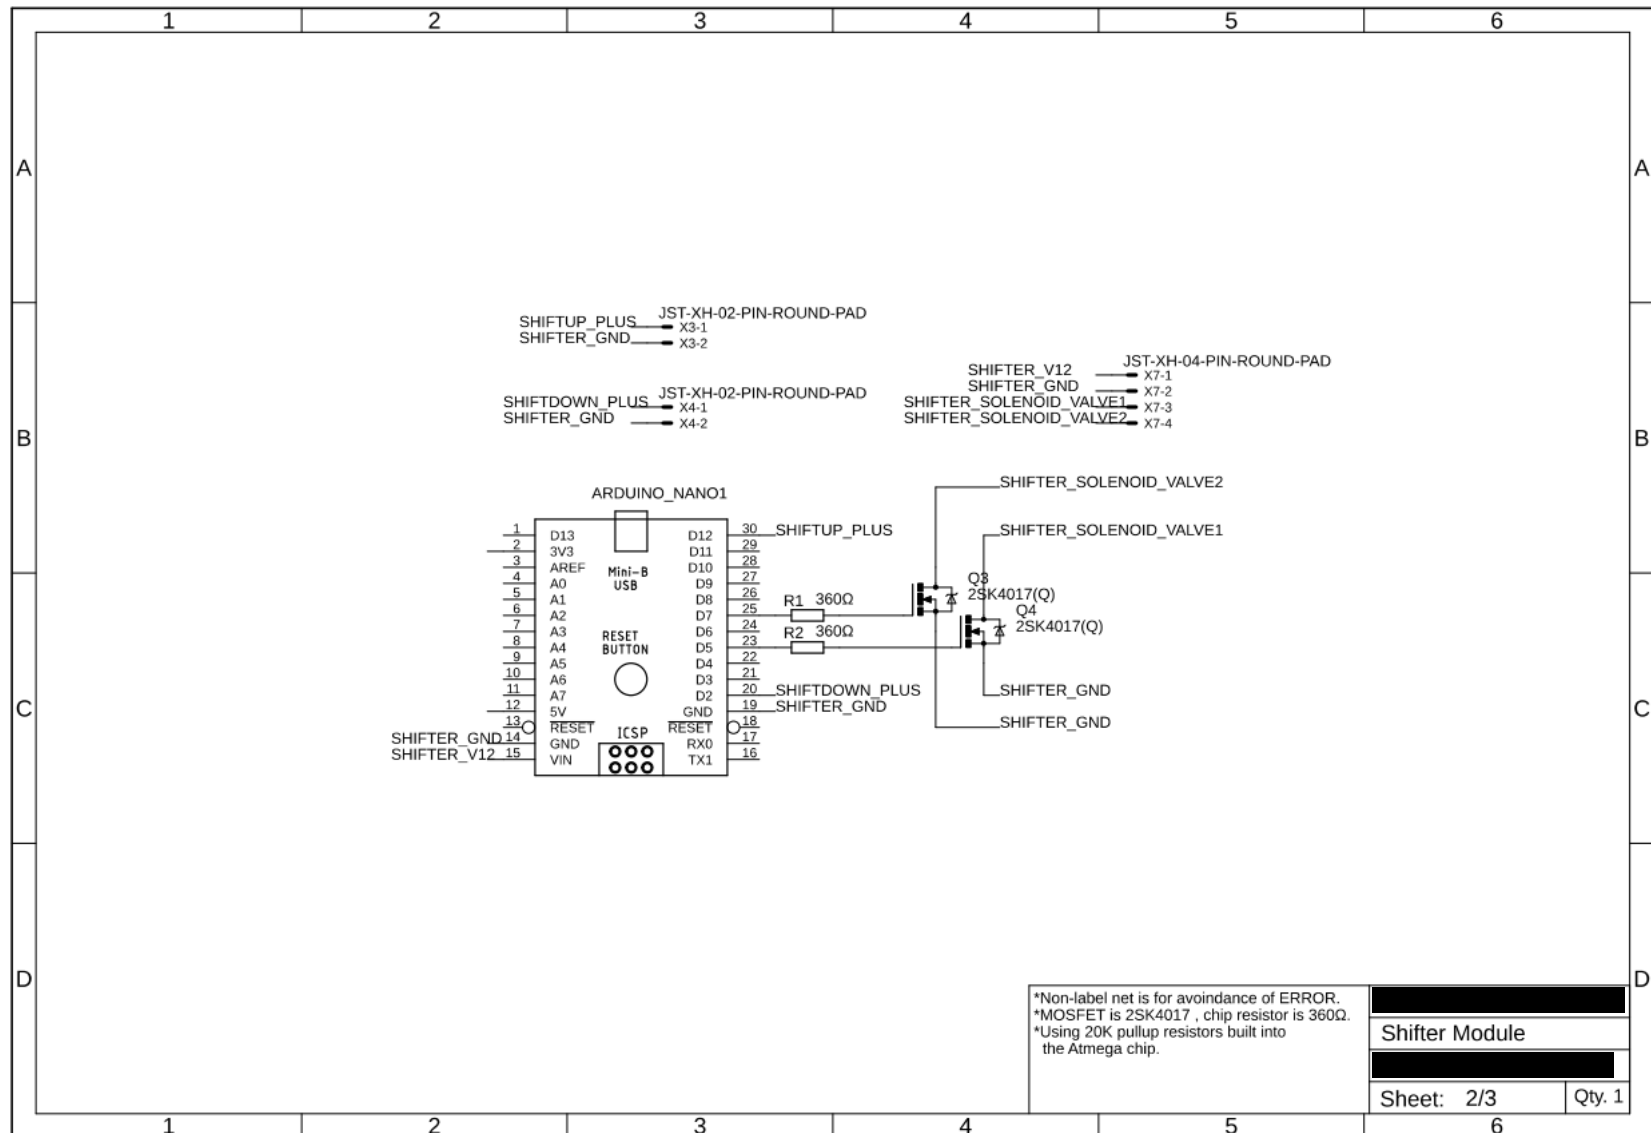 1 2 3 4 5 6
A A
SHIFTUP_PLUS JST-XH-02-PIN-ROUND-PAD
X3-1
SHIFTER_GND X3-2
SHIFTDOWN_PLUS JST-XH-02-PIN-ROUND-PAD
X4-1
SHIFTER_GND X4-2
JST-XH-04-PIN-ROUND-PAD
SHIFTER_V12 X7-1
SHIFTER_GND X7-2
SHIFTER_SOLENOID_VALVE1 X7-3
SHIFTER_SOLENOID_VALVE2 X7-4
B B
SHIFTER_SOLENOID_VALVE2
ARDUINO_NANO1
SHIFTER_SOLENOID_VALVE1
1 D13 D12 30 SHIFTUP_PLUS
2 3V3 D11 29
3 AREF D10 28
4 A0 D9 27
5 A1 D8 26
6 A2 D7 25
7 A3 D6 24
8 A4 D5 23
9 A5 D4 22
10 A6 D3 21
11 A7 D2 20 SHIFTDOWN_PLUS
12 5V GND 19 SHIFTER_GND
13 RESET RESET 18
SHIFTER_GND 14 GND RX0 17
SHIFTER_V12 15 VIN TX1 16
Mini-B
USB
RESET
BUTTON
ICSP
R1 360Ω
R2 360Ω
Q3
2SK4017(Q)
Q4
2SK4017(Q)
SHIFTER_GND
SHIFTER_GND
C C
D D
*Non-label net is for avoindance of ERROR.
*MOSFET is 2SK4017 , chip resistor is 360Ω.
*Using 20K pullup resistors built into
the Atmega chip.
Shifter Module
Sheet: 2/3 Qty. 1
1 2 3 4 5 6